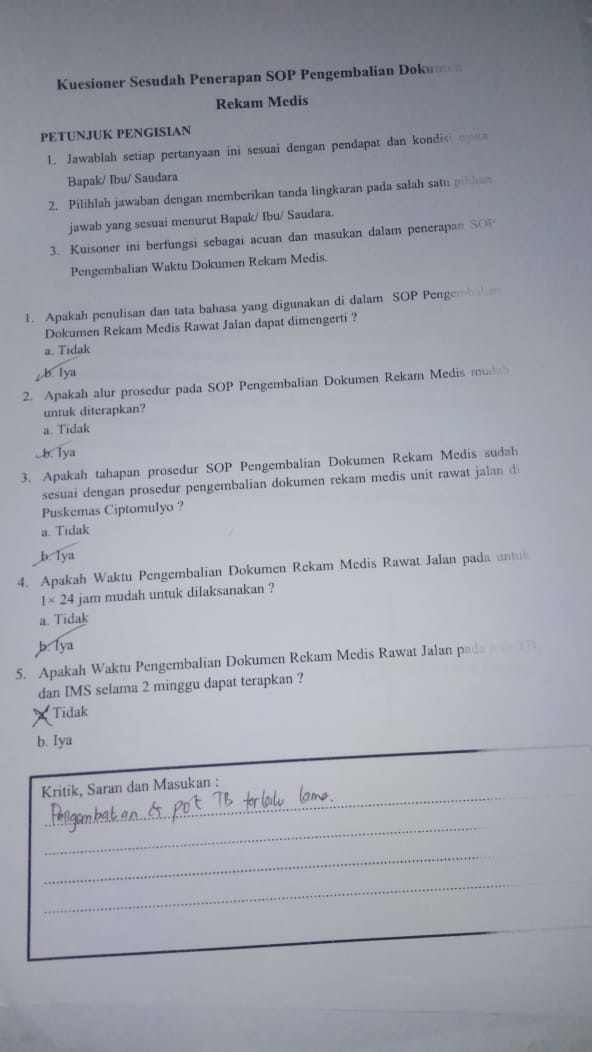 Kuesioner Sesudah Penerapan SOP Pengembalian Dokumen
Rekam Medis
PETUNJUK PENGISIAN
1. Jawablah setiap pertanyaan ini sesuai dengan pendapat dan kondisi nyata
Bapak/ Ibu/ Saudara
2. Pilihlah jawaban dengan memberikan tanda lingkaran pada salah satu pilihan
jawab yang sesuai menurut Bapak/ Ibu/ Saudara.
3. Kuisoner ini berfungsi sebagai acuan dan masukan dalam penerapan SOP
Pengembalian Waktu Dokumen Rekam Medis.
1. Apakah penulisan dan tata bahasa yang digunakan di dalam SOP Pengembalian
Dokumen Rekam Medis Rawat Jalan dapat dimengerti ?
a. Tidak
b. Iya
2. Apakah alur prosedur pada SOP Pengembalian Dokumen Rekam Medis mudah
untuk diterapkan?
a. Tidak
b. Iya
3. Apakah tahapan prosedur SOP Pengembalian Dokumen Rekam Medis sudah
sesuai dengan prosedur pengembalian dokumen rekam medis unit rawat jalan di
Puskemas Ciptomulyo ?
a. Tidak
b. Iya
4. Apakah Waktu Pengembalian Dokumen Rekam Medis Rawat Jalan pada untuk
1× 24 jam mudah untuk dilaksanakan ?
a. Tidak
b. Iya
5. Apakah Waktu Pengembalian Dokumen Rekam Medis Rawat Jalan pada poli TB
dan IMS selama 2 minggu dapat terapkan ?
Tidak
b. Iya
Kritik, Saran dan Masukan :
TB terlalu lama.